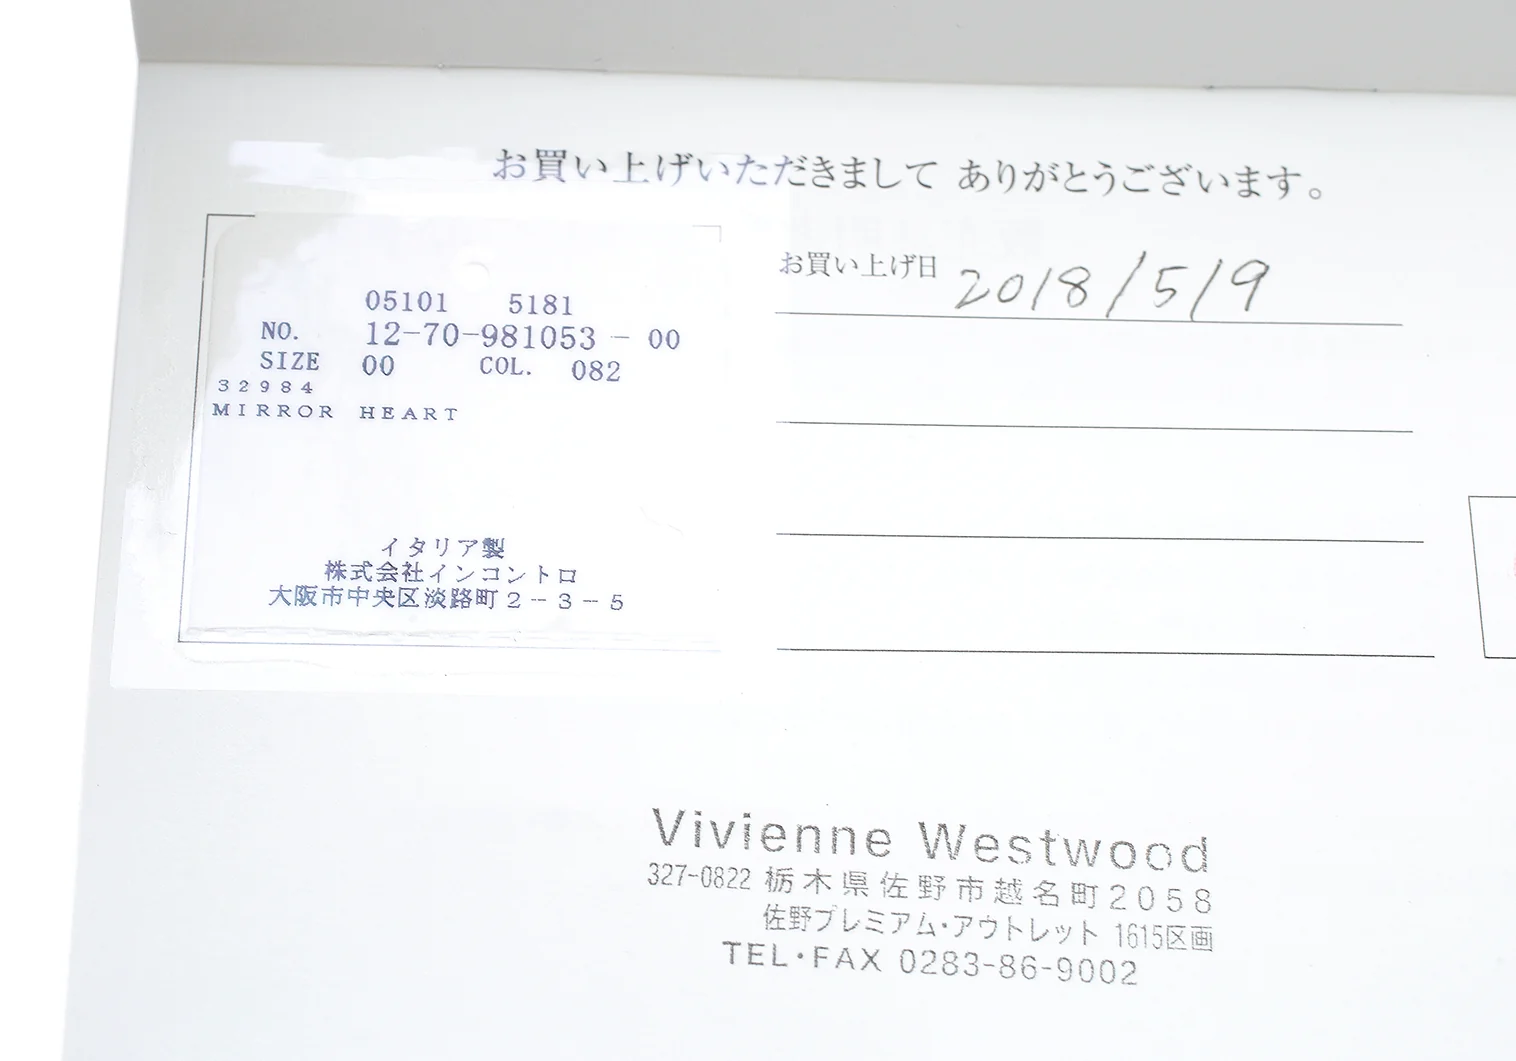 お買い上げいただきまして ありがとうございます。
05101 5181
NO. 12-70-981053 - 00
SIZE 00 COL. 082
32984
MIRROR HEART
イタリア製
株式会社インコントロ
大阪市中央区淡路町2-3-5
お買い上げ日 2018/5/9
Vivienne Westwood
327-0822 栃木県佐野市越名町2058
佐野プレミアム・アウトレット 1615区画
TEL・FAX 0283-86-9002